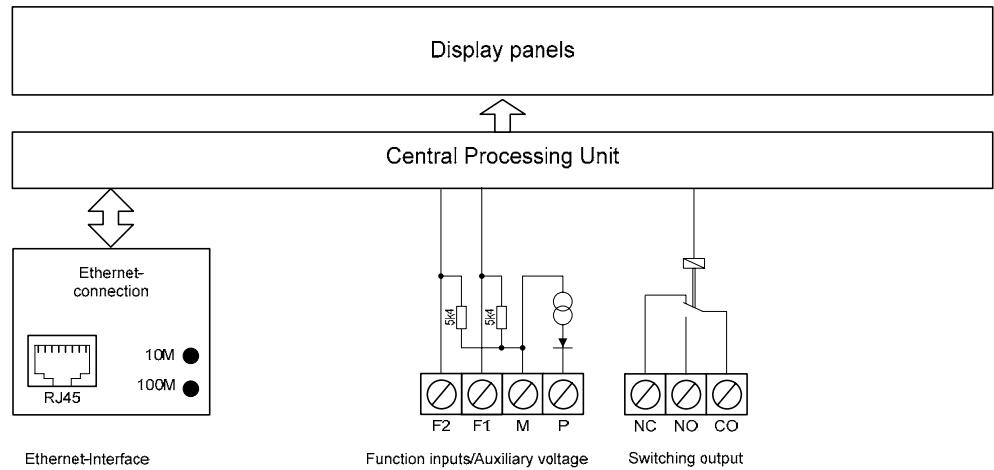 Display panels
Central Processing Unit
Ethernet-
connection
5k4
5k4
10M
100M
RJ45
F2 F1 M P
NC NO CO
Ethernet-Interface
Function inputs/Auxiliary voltage
Switching output